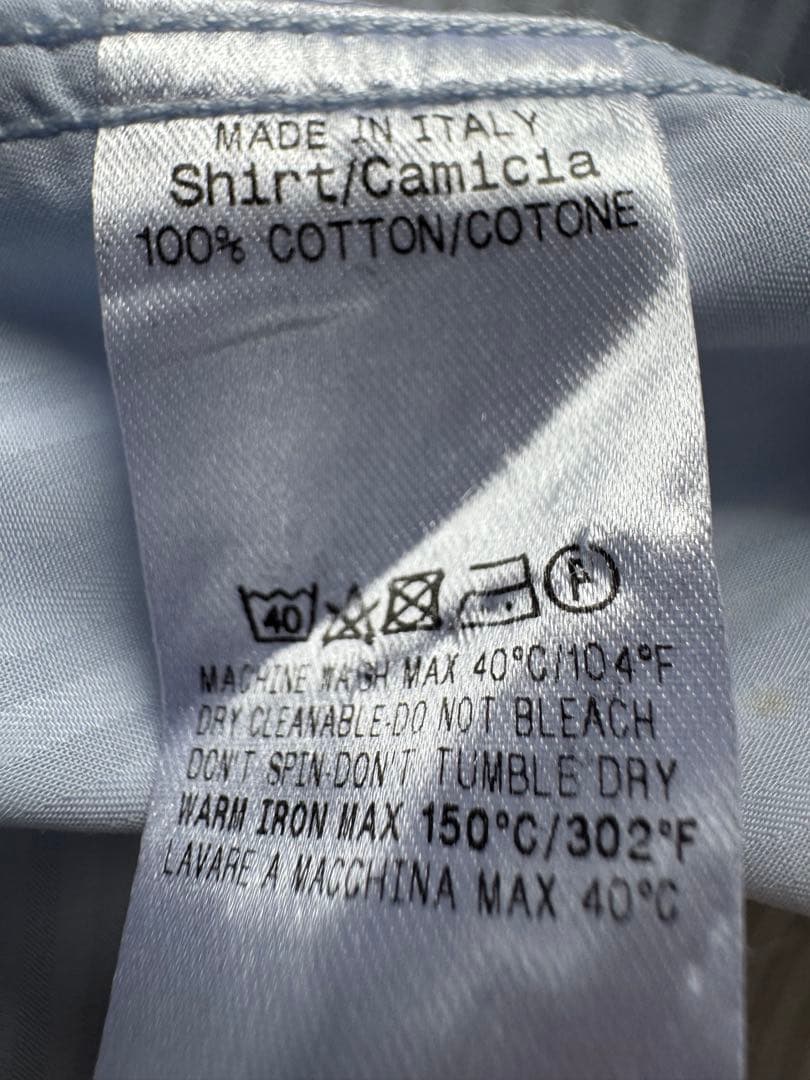 MADE IN ITALY
Shirt/Camicia
100% COTTON/COTONE
40 A
MACHINE WASH MAX 40°C/104°F
DRY CLEANABLE-DO NOT BLEACH
DON'T SPIN-DON'T TUMBLE DRY
WARM IRON MAX 150°C/302°F
LAVARE A MACCHINA MAX 40°C